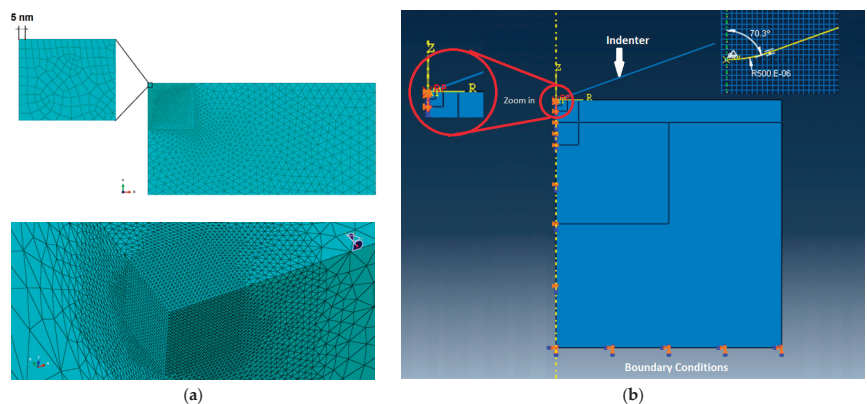 5 nm
Indenter
70.3°
R500.E-06
Z
Z
R
T
R
Zoom in
Boundary Conditions
(a)
(b)